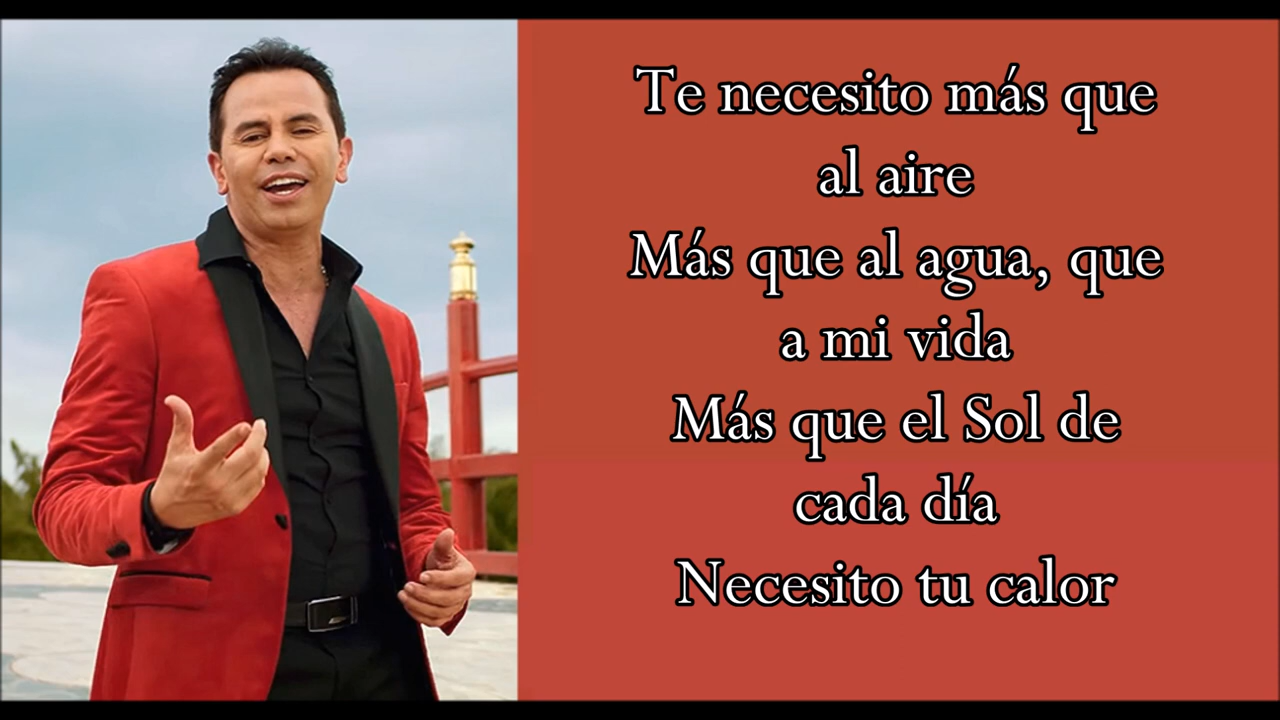 Te necesito más que
al aire
Más que al agua, que
a mi vida
Más que el Sol de
cada día
Necesito tu calor